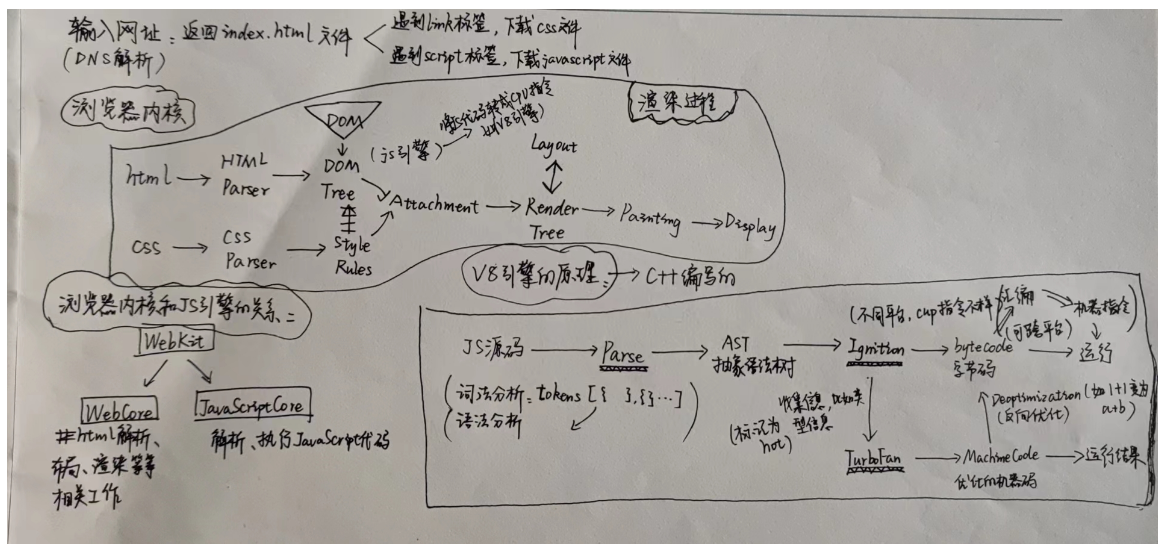 输入网址：返回index.html文件
遇到link标签，下载css文件
(DNS解析)
遇到script标签，下载javascript文件
浏览器内核
渲染过程
DOM
(js引擎)
将JS代码转成CPU指令
如V8引擎)
html
HTML
Parser
DOM
Tree
Layout
Attachment
Render
Tree
Painting
Display
CSS
CSS
Parser
Style
Rules
V8引擎的原理：
C++编写的
浏览器内核和JS引擎的关系：
WebKit
WebCore
JavaScriptCore
html解析、
布局、渲染等等
相关工作
解析、执行JavaScript代码
(不同平台，cup指令不一样)
汇编
机器指令
(可跨平台)
JS源码
Parse
AST
抽象语法树
Ignition
bytecode
字节码
运行
(词法分析：tokens [{ },{}…]
语法分析
收集信息，比如类
型信息
(标记为
hot)
Deoptimization (如1+1变为
a+b)
(反向优化)
TurboFan
MachineCode
优化的机器码
运行结果